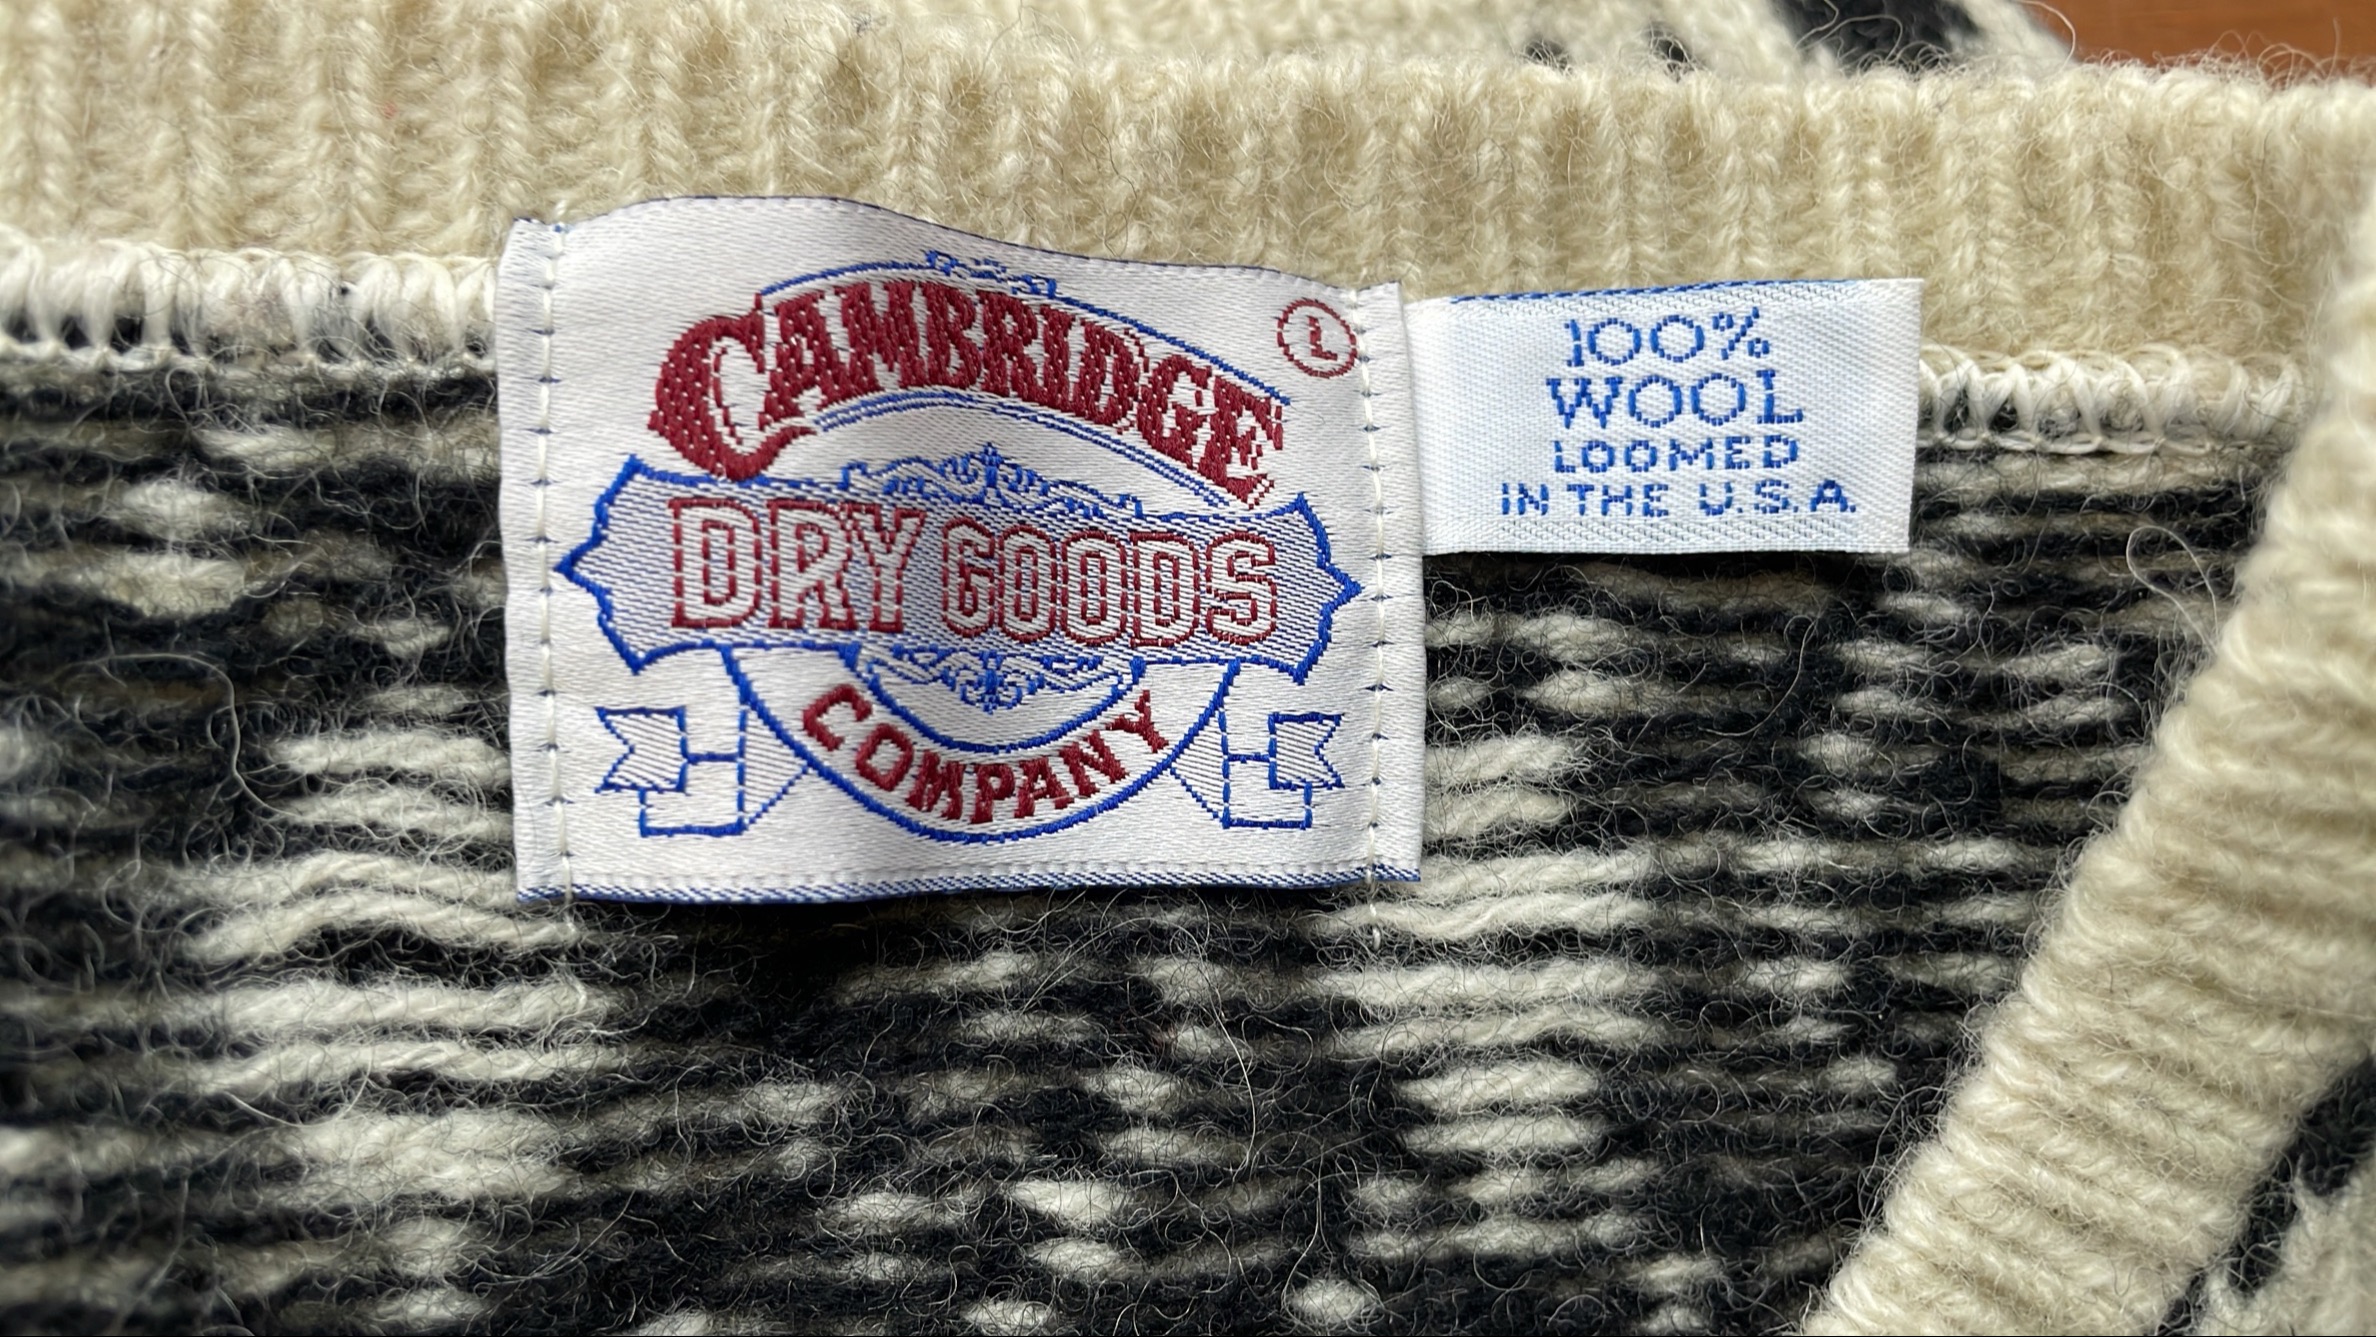 CAMBRIDGE
L
DRY GOODS
COMPANY
100%
WOOL
LOOMED
IN THE U.S.A.